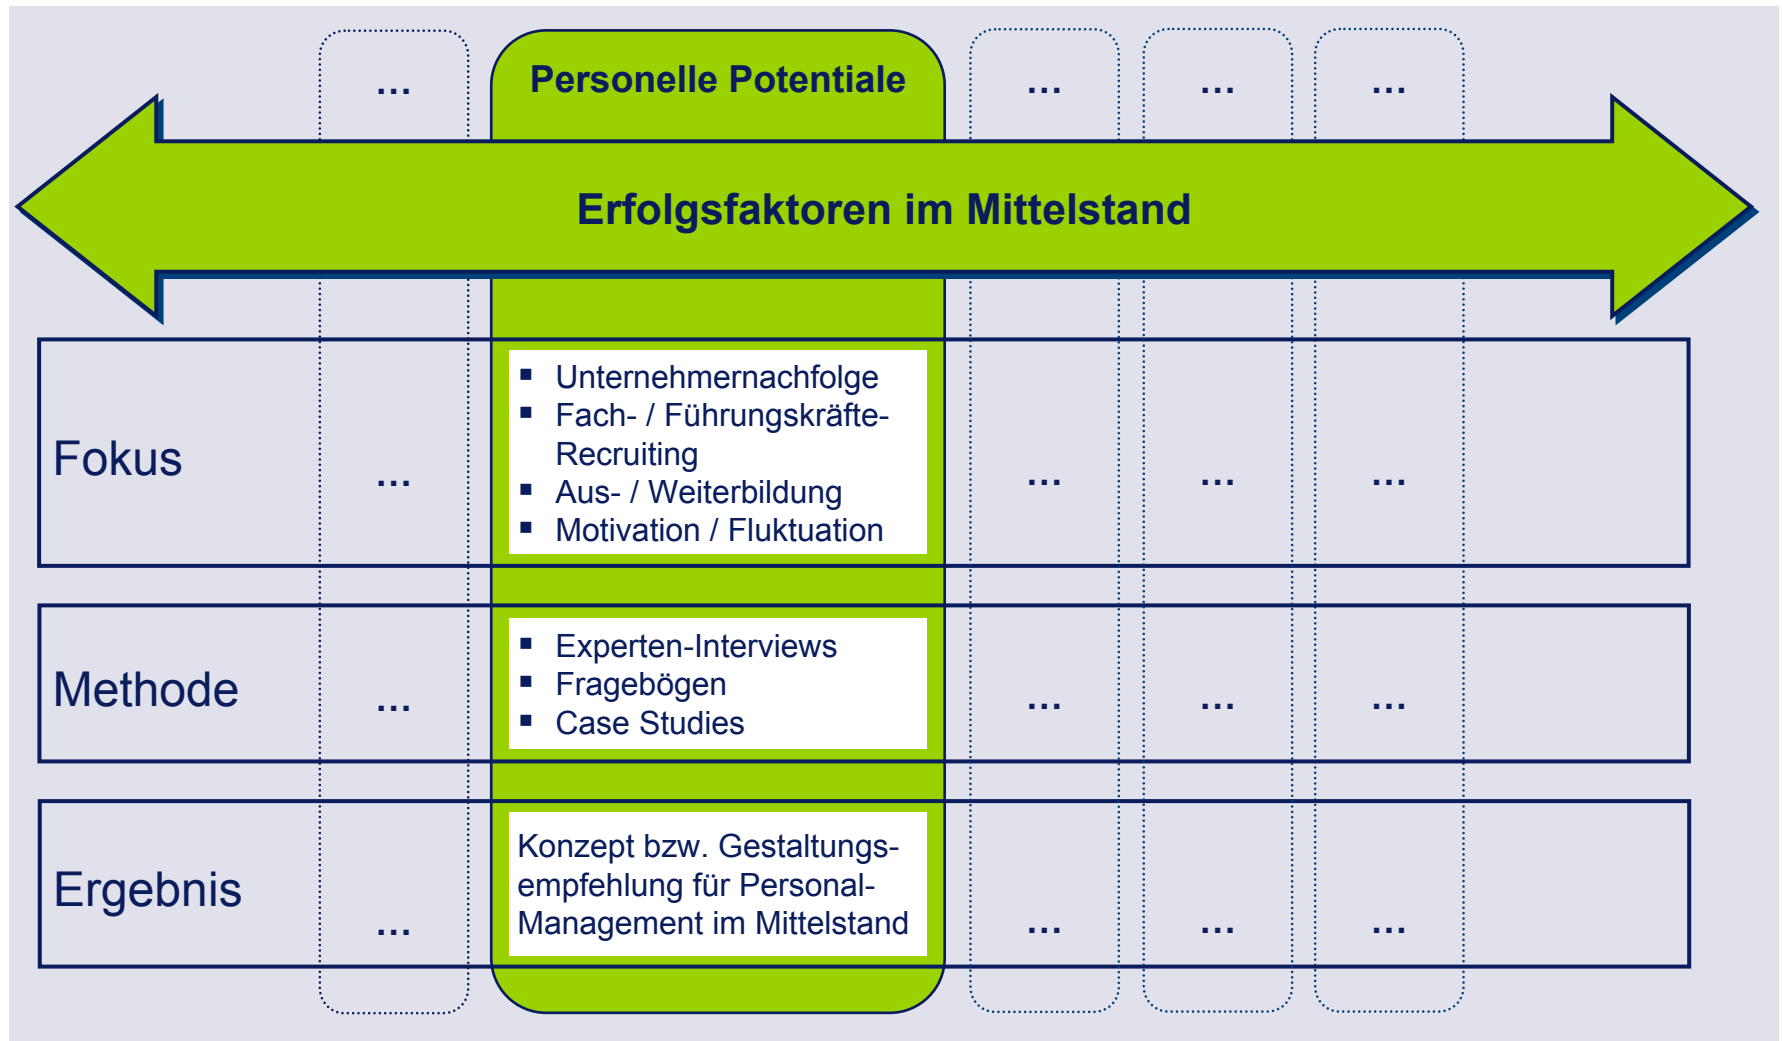 ... Personelle Potentiale ... ... ...
Erfolgsfaktoren im Mittelstand
Fokus
...
▪ Unternehmernachfolge
▪ Fach- / Führungskräfte-
Recruiting
▪ Aus- / Weiterbildung
▪ Motivation / Fluktuation
... ... ...
Methode
...
▪ Experten-Interviews
▪ Fragebögen
▪ Case Studies
... ... ...
Ergebnis
...
Konzept bzw. Gestaltungs-
empfehlung für Personal-
Management im Mittelstand
... ... ...